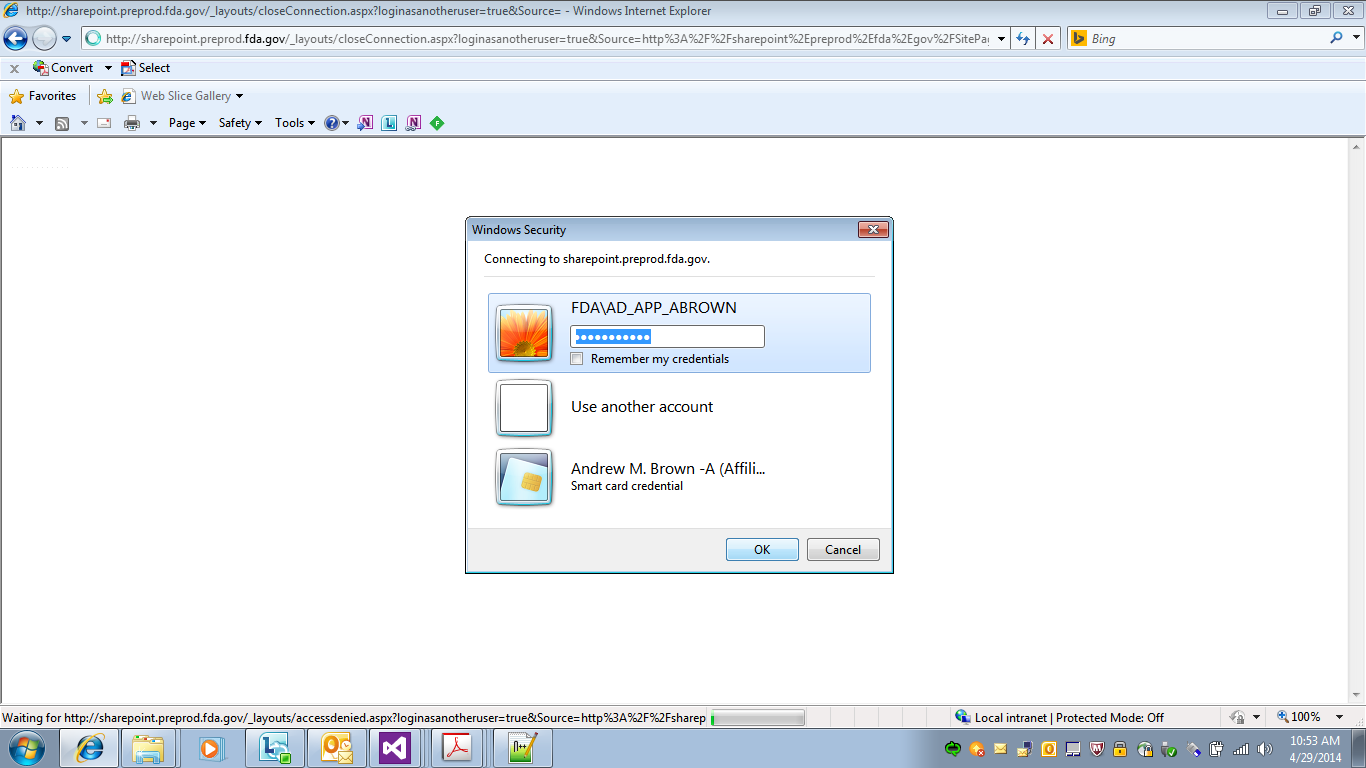 http://sharepoint.preprod.fda.gov/_layouts/closeConnection.aspx?loginasanotheruser=true&Source= - Windows Internet Explorer
http://sharepoint.preprod.fda.gov/_layouts/closeConnection.aspx?loginasanotheruser=true&Source=http%3A%2F%2Fsharepoint%2Epreprod%2Efda%2Egov%2FSitePag
Bing
x Convert Select
Favorites Web Slice Gallery
Page Safety Tools
Windows Security
Connecting to sharepoint.preprod.fda.gov.
FDA\AD_APP_ABROWN
●●●●●●●●●●●
Remember my credentials
Use another account
Andrew M. Brown -A (Affili...
Smart card credential
OK Cancel
Waiting for http://sharepoint.preprod.fda.gov/_layouts/accessdenied.aspx?loginasanotheruser=true&Source=http%3A%2F%2Fsharep
Local intranet | Protected Mode: Off
100%
10:53 AM
4/29/2014